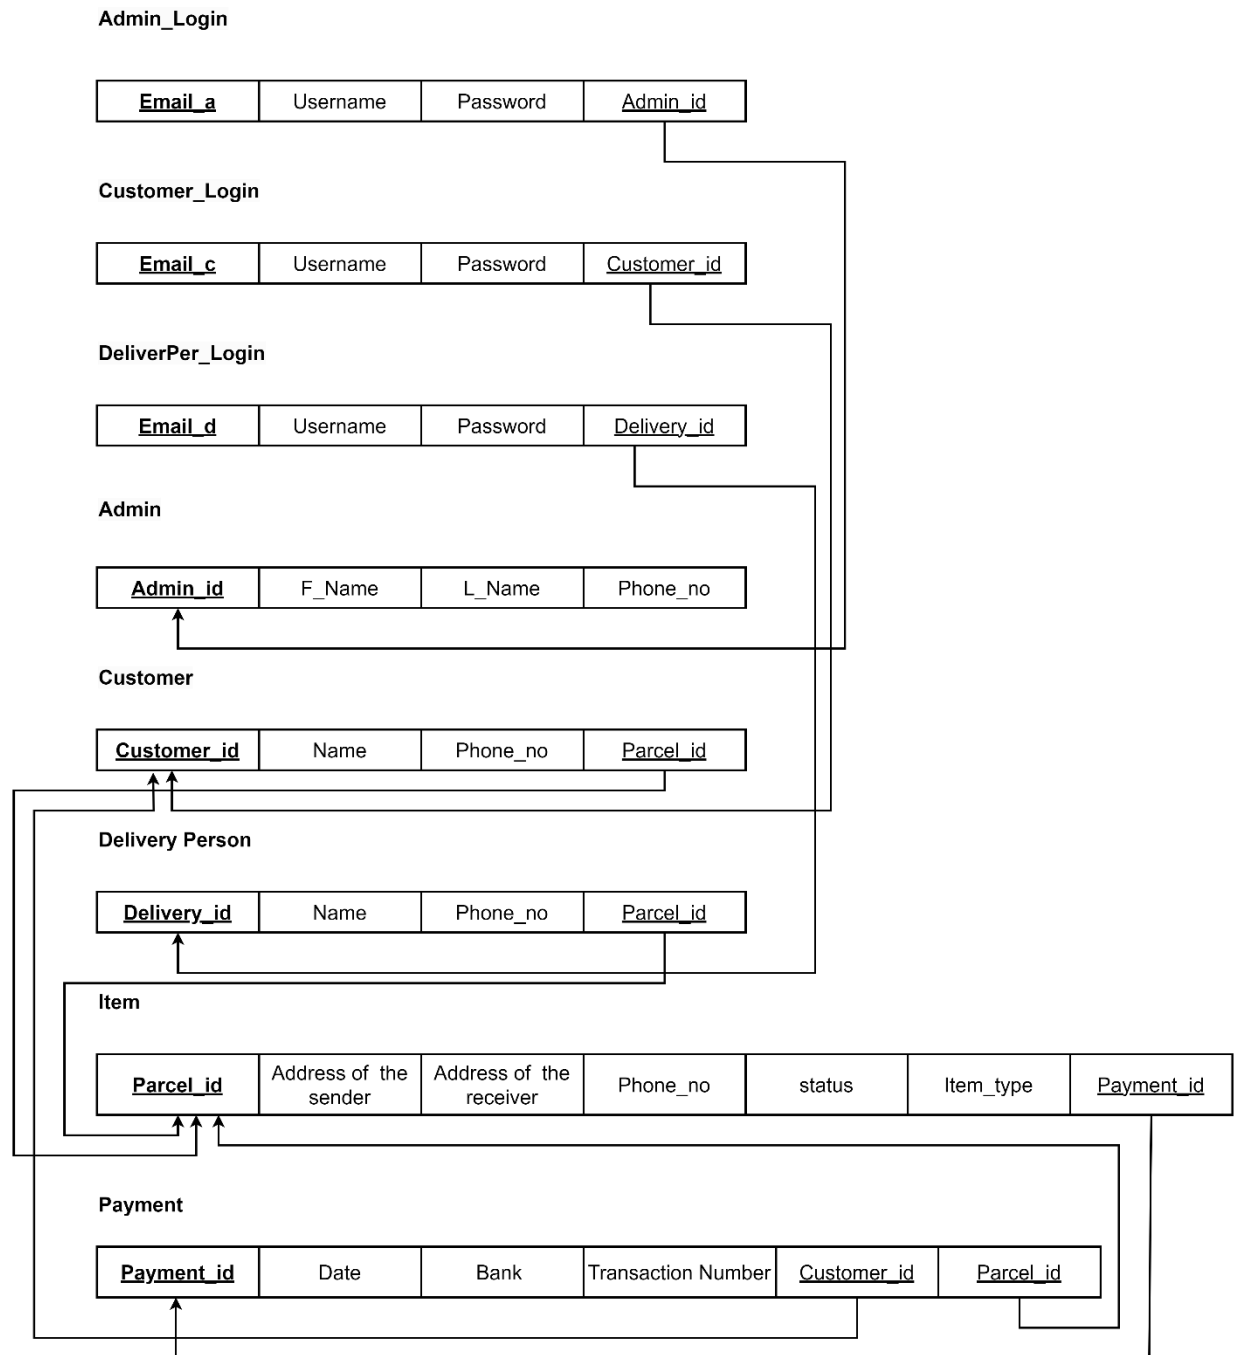 Admin_Login
Email_a Username Password Admin_id
Customer_Login
Email_c Username Password Customer_id
DeliverPer_Login
Email_d Username Password Delivery_id
Admin
Admin_id F_Name L_Name Phone_no
Customer
Customer_id Name Phone_no Parcel_id
Delivery Person
Delivery_id Name Phone_no Parcel_id
Item
Parcel_id Address of the sender Address of the receiver Phone_no status Item_type Payment_id
Payment
Payment_id Date Bank Transaction Number Customer_id Parcel_id